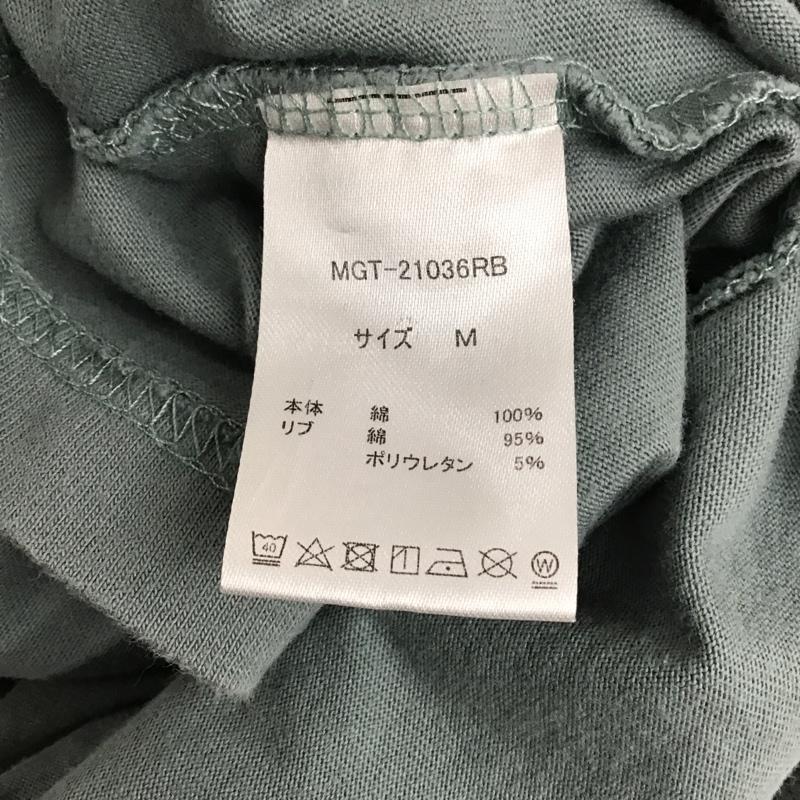 MGT-21036RB
サイズ M
本体 綿 100%
リブ 綿 95%
ポリウレタン 5%
40
W